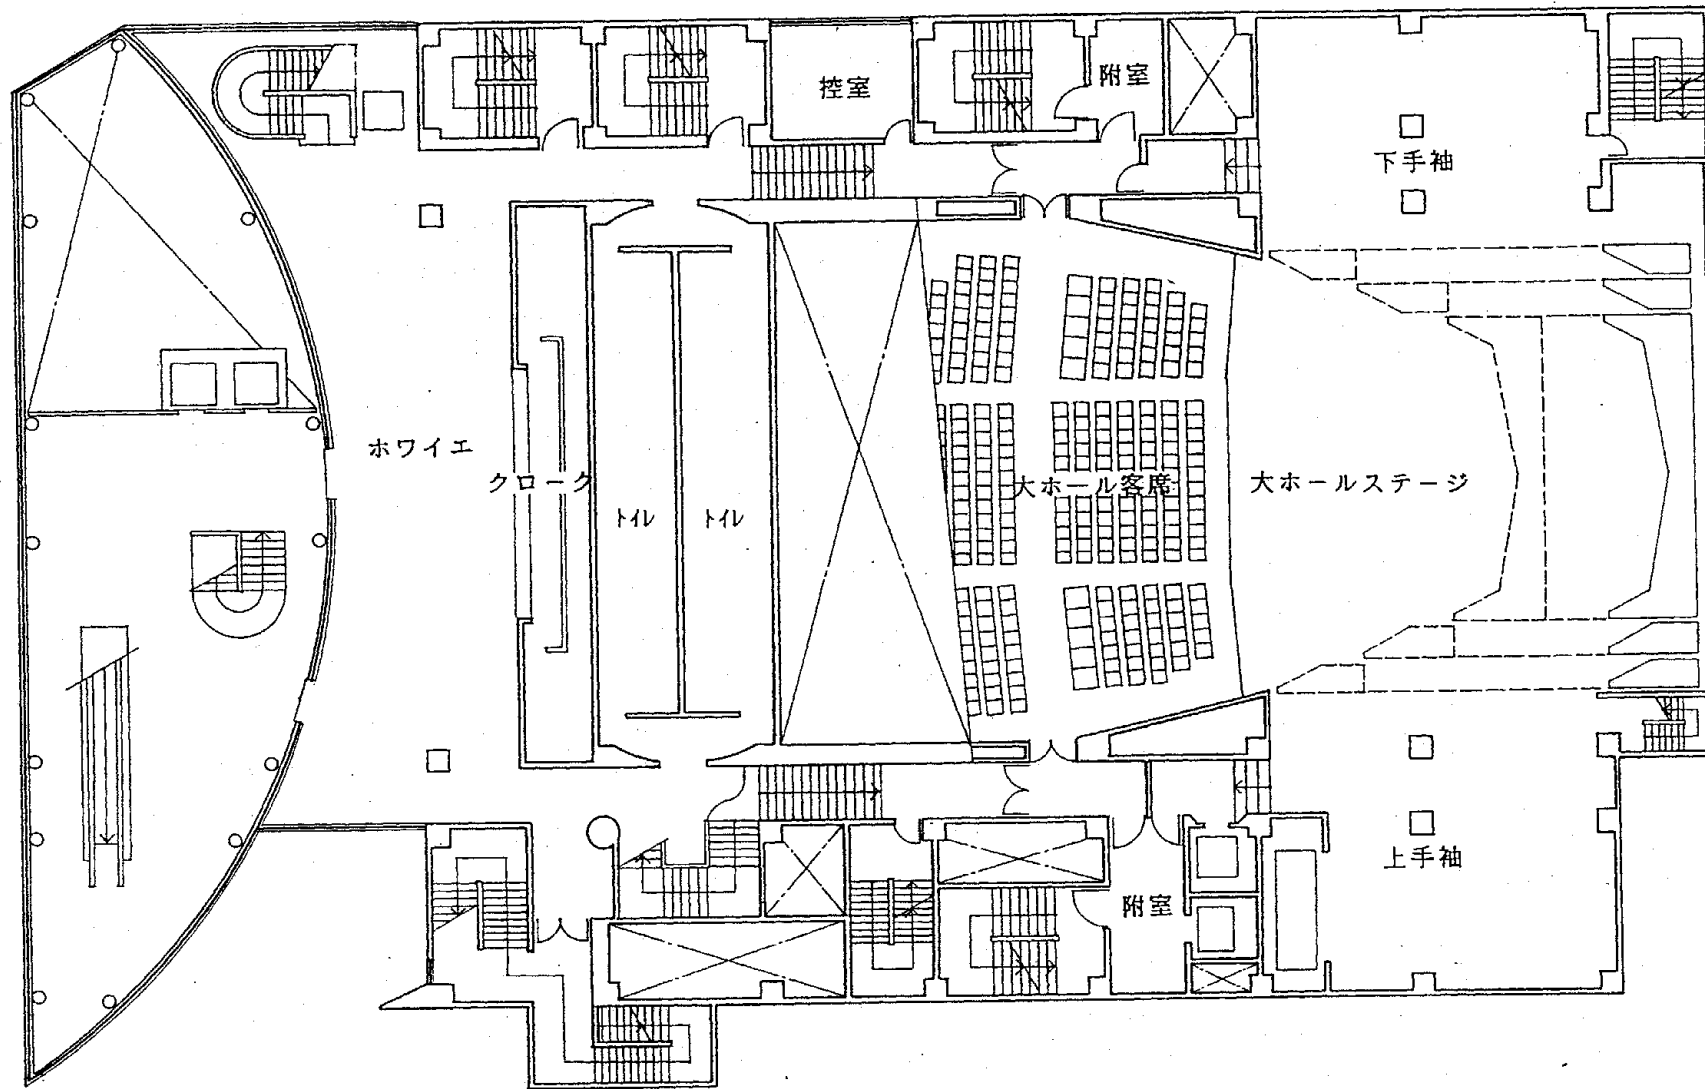 控室
附室
下手袖
ホワイエ
クローク
トイレ
トイレ
大ホール客席
大ホールステージ
上手袖
附室